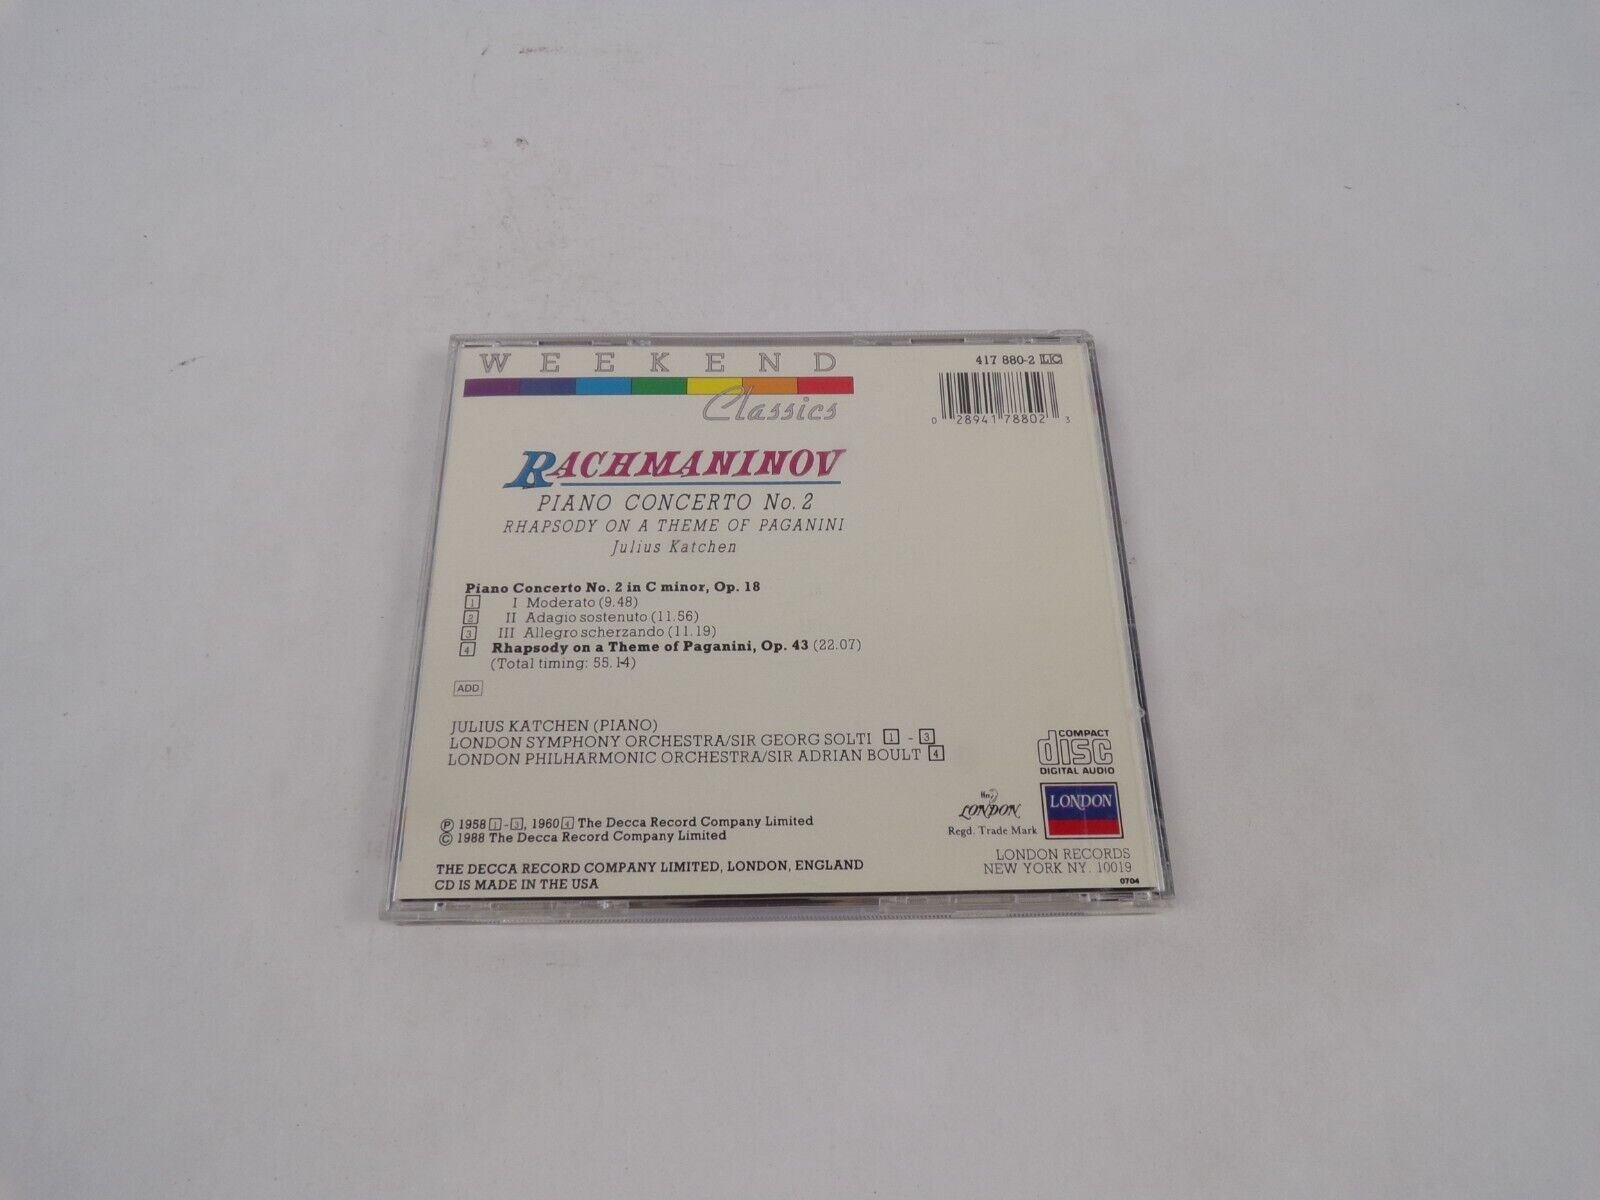 WEEKEND
Classics
417 880-2 LC
0 28941 78802 3
RACHMANINOV
PIANO CONCERTO No. 2
RHAPSODY ON A THEME OF PAGANINI
Julius Katchen
Piano Concerto No. 2 in C minor, Op. 18
1 I Moderato (9.48)
2 II Adagio sostenuto (11.56)
3 III Allegro scherzando (11.19)
4 Rhapsody on a Theme of Paganini, Op. 43 (22.07)
(Total timing: 55.14)
ADD
JULIUS KATCHEN (PIANO)
LONDON SYMPHONY ORCHESTRA/SIR GEORG SOLTI 1 - 3
LONDON PHILHARMONIC ORCHESTRA/SIR ADRIAN BOULT 4
COMPACT
disc
DIGITAL AUDIO
LONDON
Regd. Trade Mark
LONDON
℗ 1958 1-3, 1960 4 The Decca Record Company Limited
© 1988 The Decca Record Company Limited
THE DECCA RECORD COMPANY LIMITED, LONDON, ENGLAND
CD IS MADE IN THE USA
LONDON RECORDS
NEW YORK NY. 10019
0704